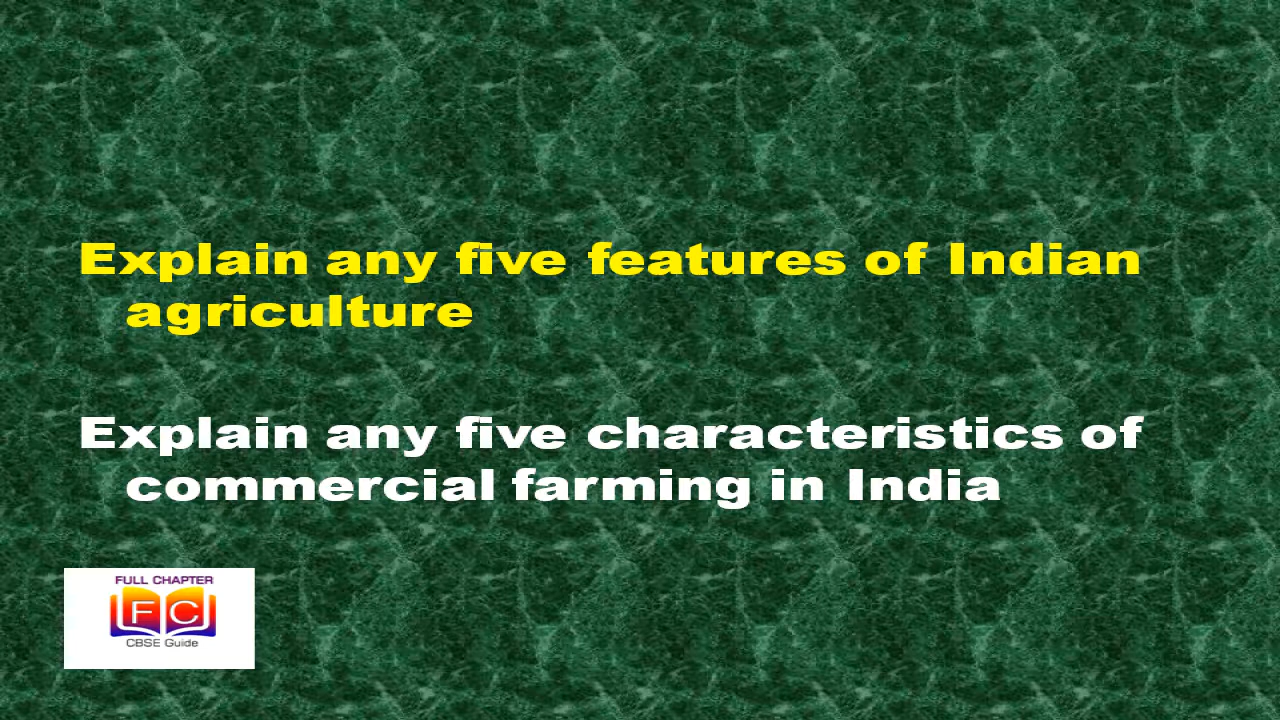 Explain any five features of Indian
agriculture
Explain any five characteristics of
commercial farming in India
FULL CHAPTER
FC
CBSE Guide